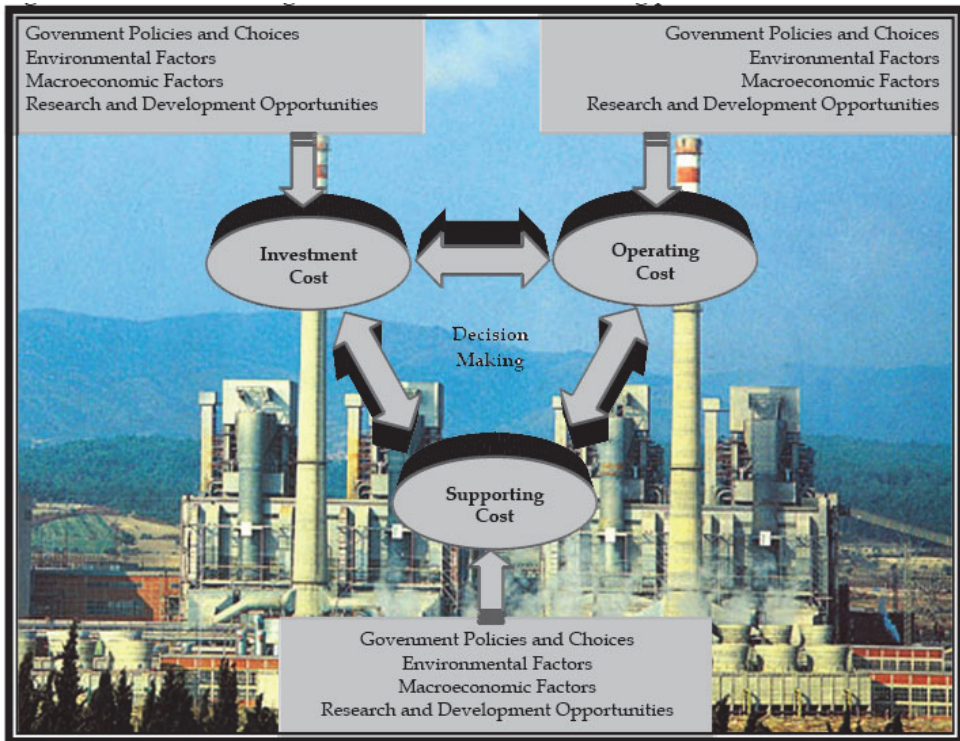 Govenment Policies and Choices
Environmental Factors
Macroeconomic Factors
Research and Development Opportunities
Govenment Policies and Choices
Environmental Factors
Macroeconomic Factors
Research and Development Opportunities
Investment
Cost
Operating
Cost
Decision
Making
Supporting
Cost
Govenment Policies and Choices
Environmental Factors
Macroeconomic Factors
Research and Development Opportunities